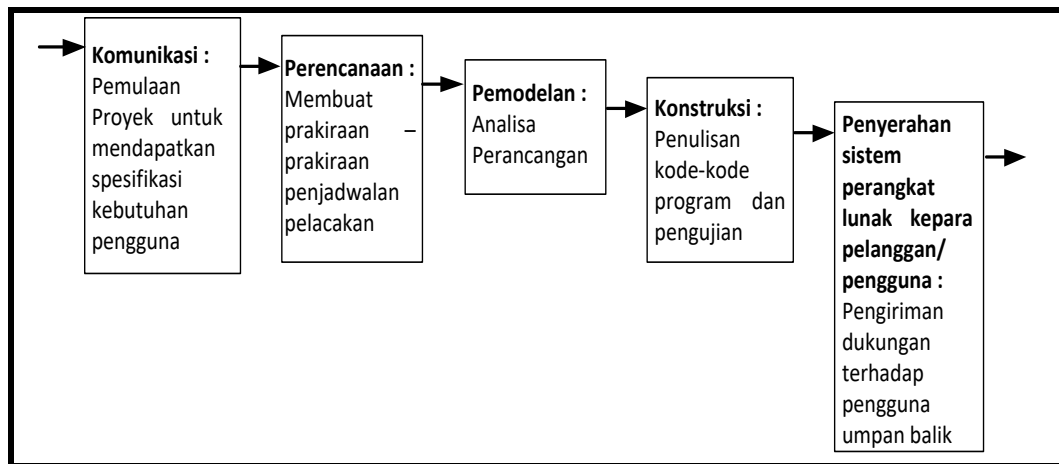 Komunikasi :
Pemulaan
Proyek untuk
mendapatkan
spesifikasi
kebutuhan
pengguna
Perencanaan :
Membuat
prakiraan –
prakiraan
penjadwalan
pelacakan
Pemodelan :
Analisa
Perancangan
Konstruksi :
Penulisan
kode-kode
program dan
pengujian
Penyerahan
sistem
perangkat
lunak kepara
pelanggan/
pengguna :
Pengiriman
dukungan
terhadap
pengguna
umpan balik